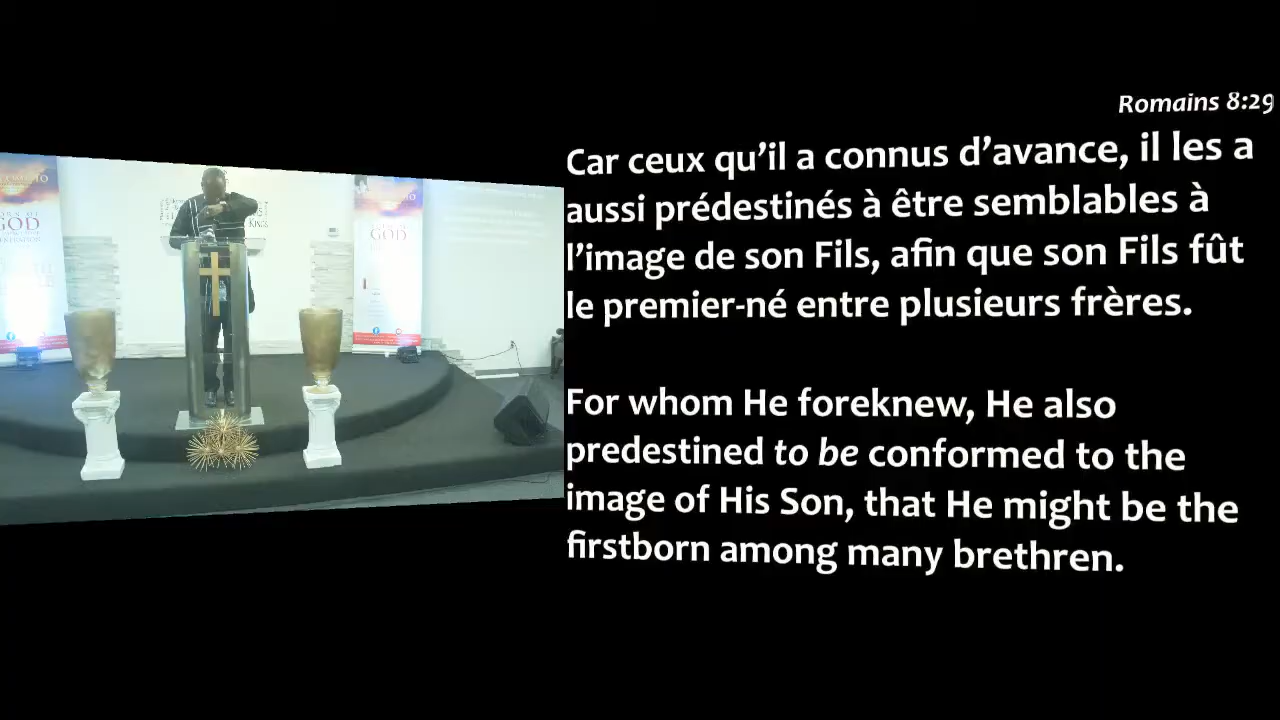 GOD
GOD
KINGS
Romains 8:29
Car ceux qu’il a connus d’avance, il les a
aussi prédestinés à être semblables à
l’image de son Fils, afin que son Fils fût
le premier-né entre plusieurs frères.
For whom He foreknew, He also
predestined to be conformed to the
image of His Son, that He might be the
firstborn among many brethren.